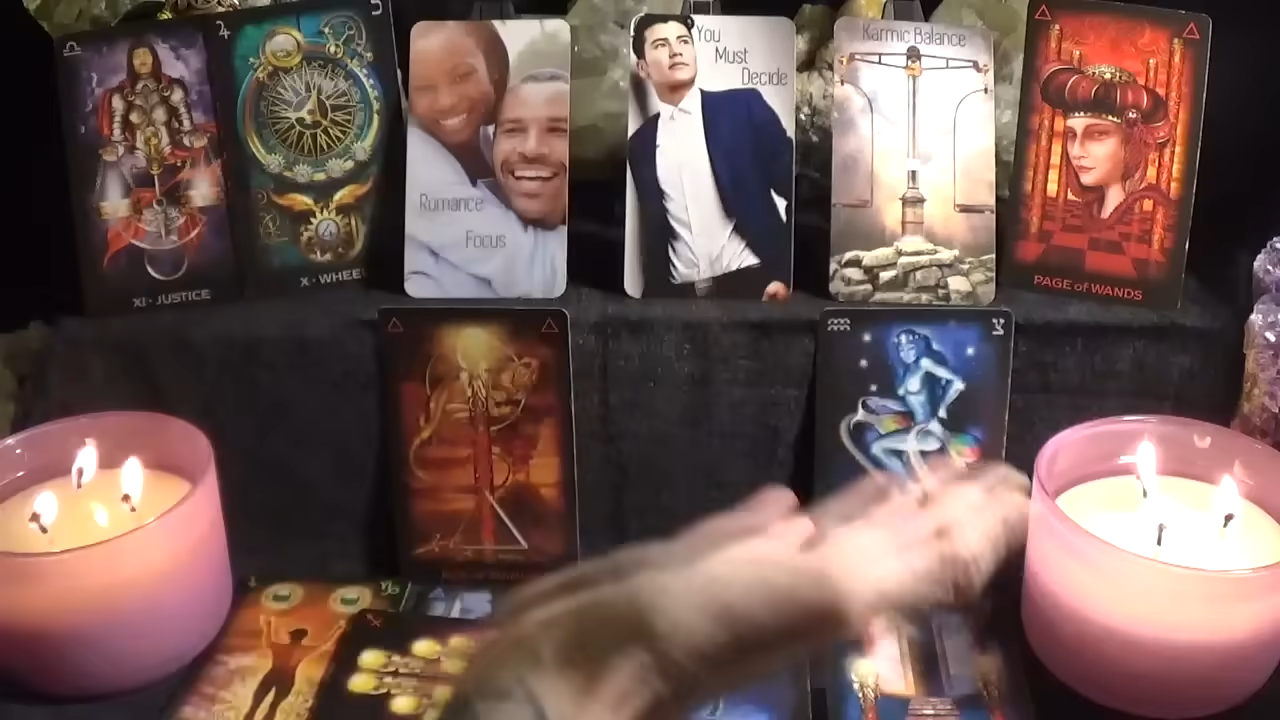 XI · JUSTICE
X · WHEEL
Romance
Focus
You
Must
Decide
Karmic Balance
PAGE of WANDS